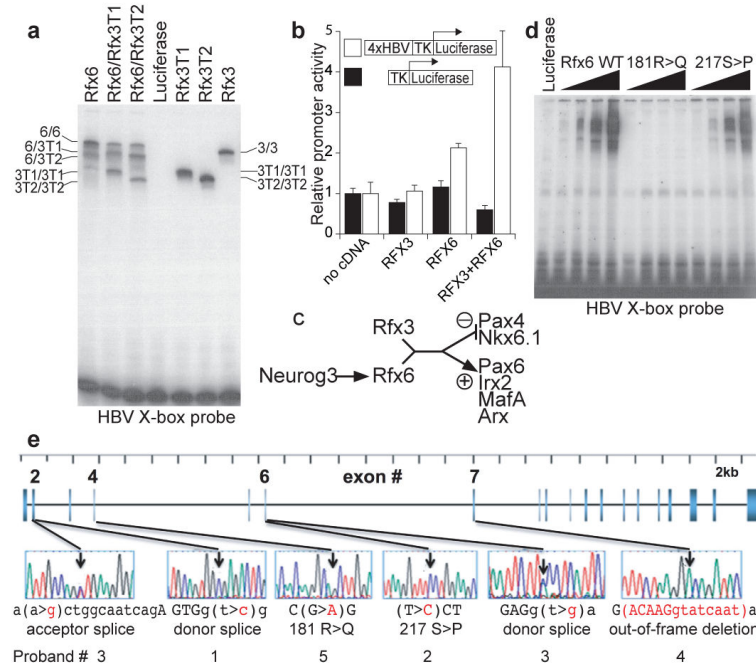 a
Rfx6
Rfx6/Rfx3T1
Rfx6/Rfx3T2
Luciferase
Rfx3T1
Rfx3T2
Rfx3
6/6
6/3T1
6/3T2
3T1/3T1
3T2/3T2
3/3
3T1/3T1
3T2/3T2
HBV X-box probe
b
Relative promoter activity
5
4
3
2
1
0
4xHBV TK Luciferase
TK Luciferase
no cDNA
RFX3
RFX6
RFX3+RFX6
c
Rfx3
Neurog3 Rfx6
− Pax4
Nkx6.1
Pax6
+ Irx2
MafA
Arx
d
Luciferase
Rfx6 WT 181R>Q 217S>P
HBV X-box probe
e
2 4 6 exon # 7 2kb
a(a>g)ctggcaatcagA GTGg(t>c)g C(G>A)G (T>C)CT GAGg(t>g)a G(ACAAGgtatcaat)a
acceptor splice donor splice 181 R>Q 217 S>P donor splice out-of-frame deletion
Proband # 3 1 5 2 3 4